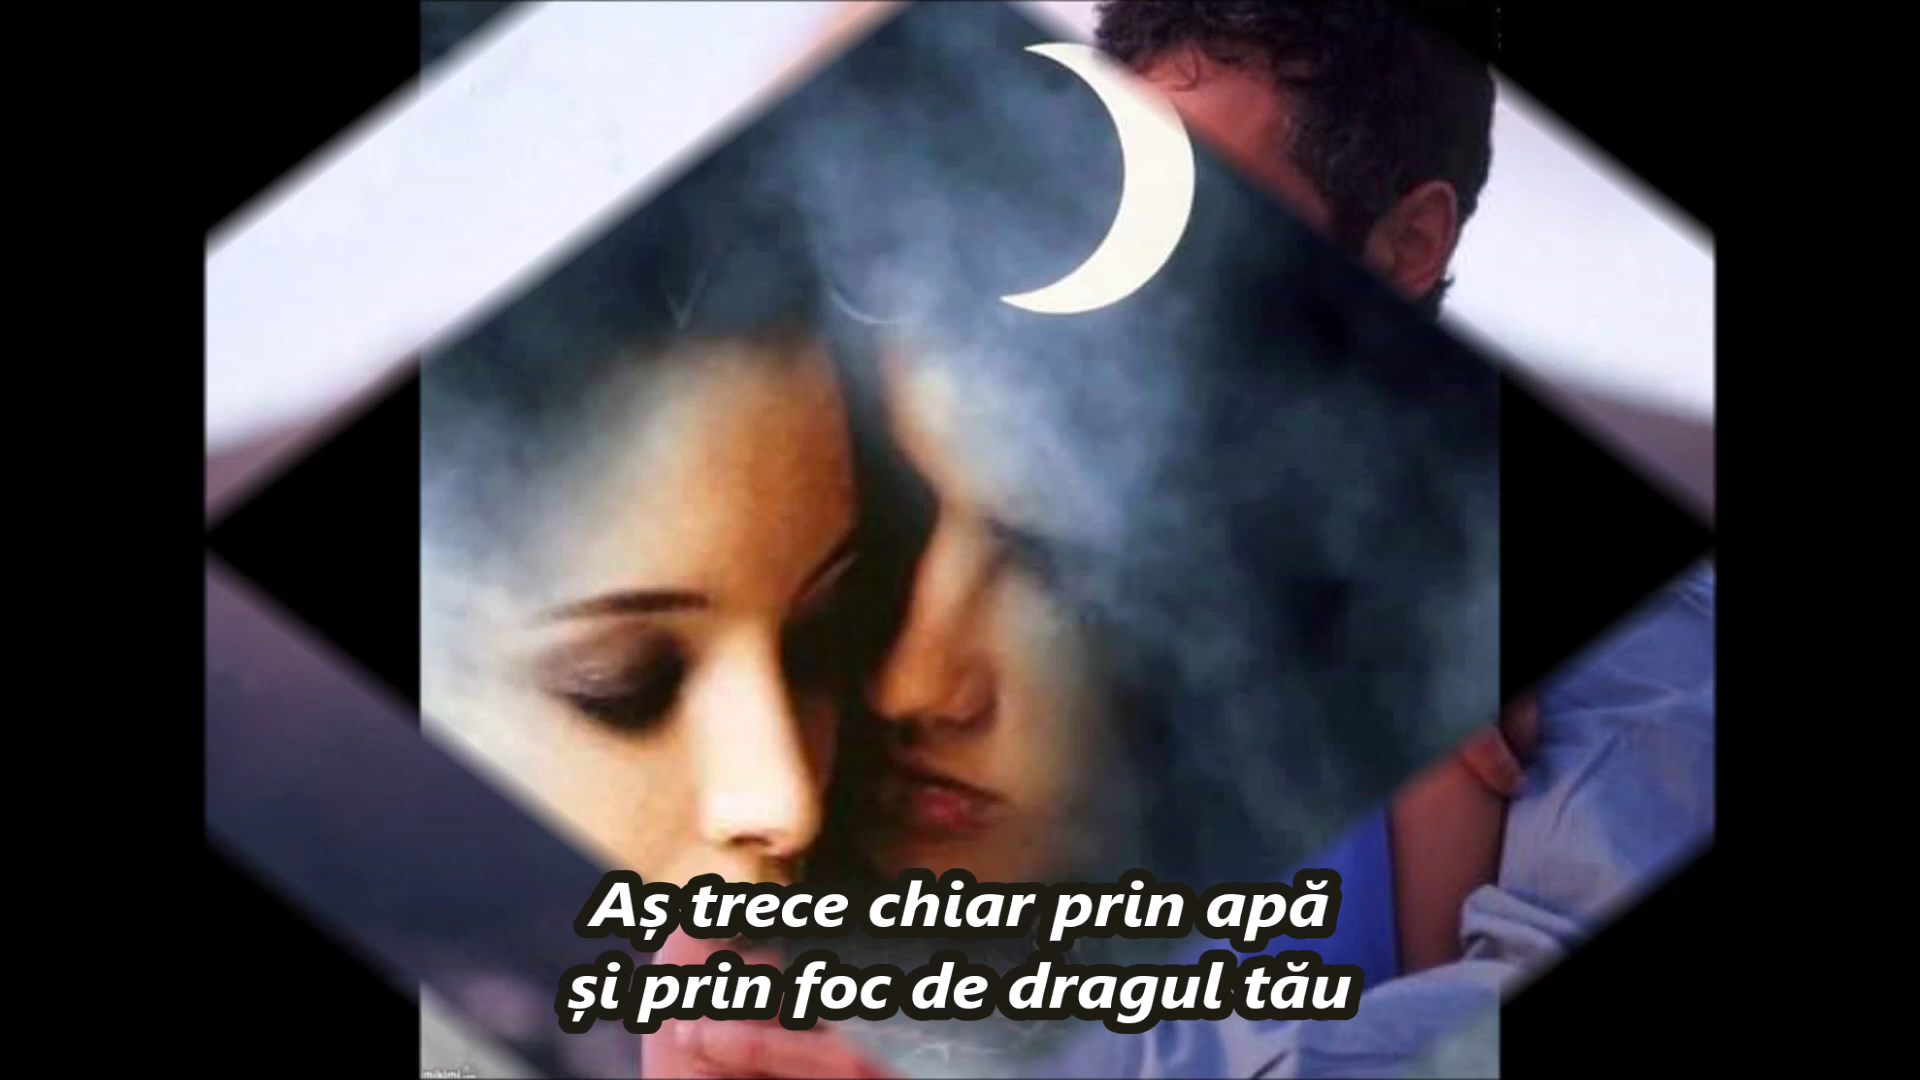 Aș trece chiar prin apă
și prin foc de dragul tău